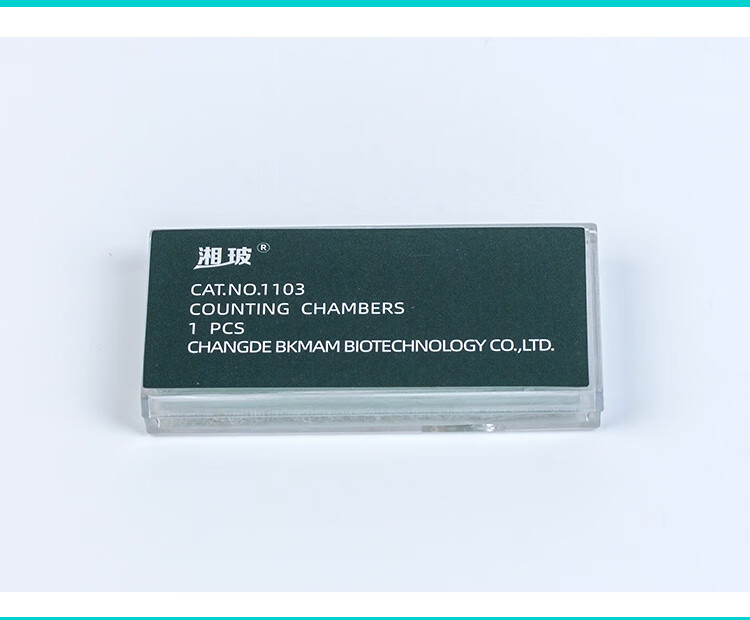 湘玻®
CAT.NO.1103
COUNTING CHAMBERS
1 PCS
CHANGDE BKMAM BIOTECHNOLOGY CO.,LTD.